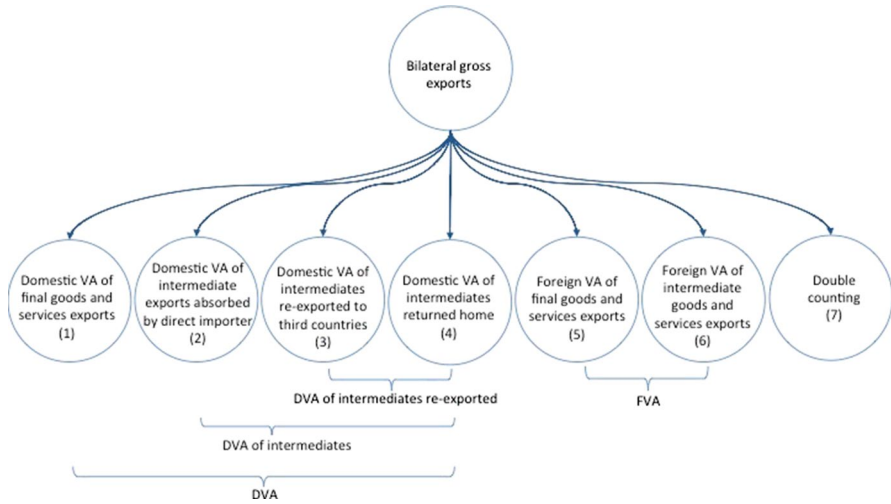 Bilateral gross
exports
Domestic VA of
final goods and
services exports
(1)
Domestic VA of
intermediate
exports absorbed
by direct importer
(2)
Domestic VA of
intermediates
re-exported to
third countries
(3)
Domestic VA of
intermediates
returned home
(4)
Foreign VA of
final goods and
services exports
(5)
Foreign VA of
intermediate
goods and
services exports
(6)
Double
counting
(7)
DVA of intermediates re-exported
FVA
DVA of intermediates
DVA